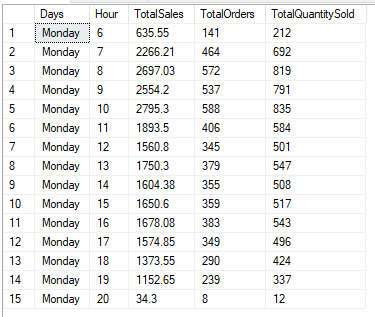 Days Hour TotalSales TotalOrders TotalQuantitySold
1 Monday 6 635.55 141 212
2 Monday 7 2266.21 464 692
3 Monday 8 2697.03 572 819
4 Monday 9 2554.2 537 791
5 Monday 10 2795.3 588 835
6 Monday 11 1893.5 406 584
7 Monday 12 1560.8 345 501
8 Monday 13 1750.3 379 547
9 Monday 14 1604.38 355 508
10 Monday 15 1650.6 359 517
11 Monday 16 1678.08 383 543
12 Monday 17 1574.85 349 496
13 Monday 18 1373.55 290 424
14 Monday 19 1152.65 239 337
15 Monday 20 34.3 8 12